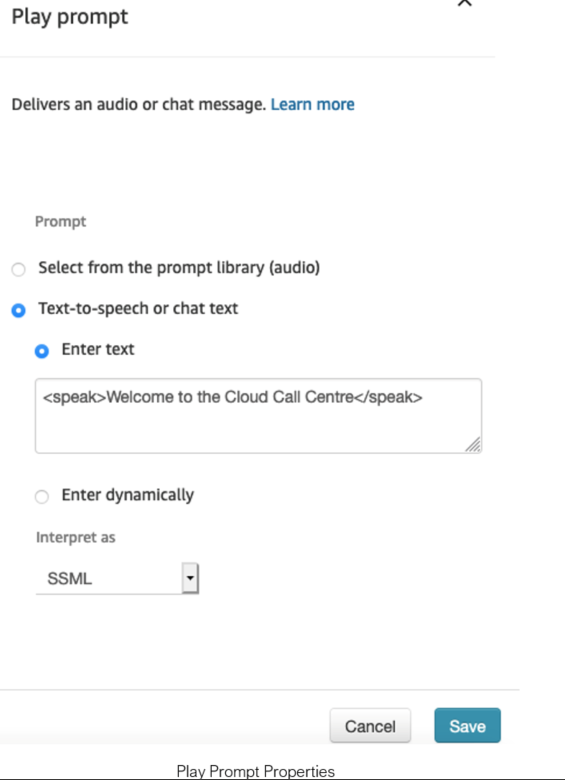 Play prompt
Delivers an audio or chat message. Learn more
Prompt
Select from the prompt library (audio)
Text-to-speech or chat text
Enter text
<speak>Welcome to the Cloud Call Centre</speak>
Enter dynamically
Interpret as
SSML
Cancel Save
Play Prompt Properties